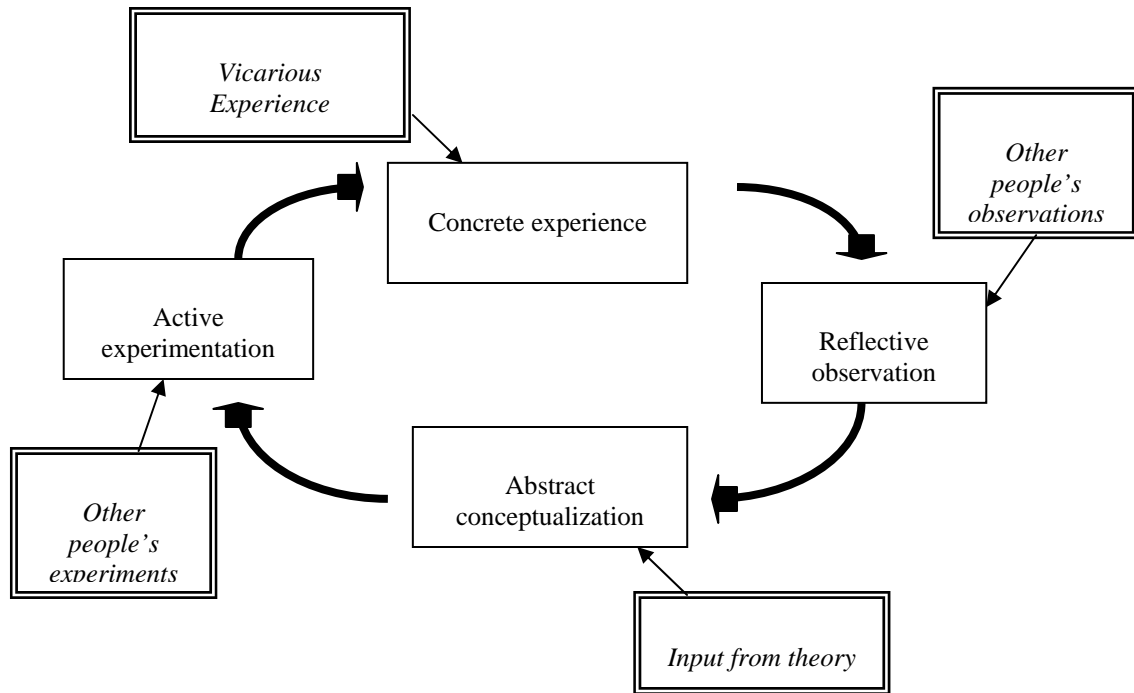 Vicarious
Experience
Other
people's
observations
Concrete experience
Active
experimentation
Reflective
observation
Abstract
conceptualization
Other
people's
experiments
Input from theory